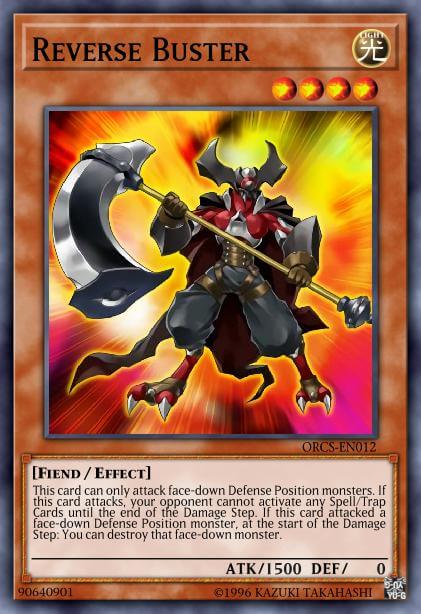 REVERSE BUSTER
LIGHT
光
ORCS-EN012
[FIEND / EFFECT]
This card can only attack face-down Defense Position monsters. If
this card attacks, your opponent cannot activate any Spell/Trap
Cards until the end of the Damage Step. If this card attacked a
face-down Defense Position monster, at the start of the Damage
Step: You can destroy that face-down monster.
ATK/1500 DEF/ 0
90640901
©1996 KAZUKI TAKAHASHI